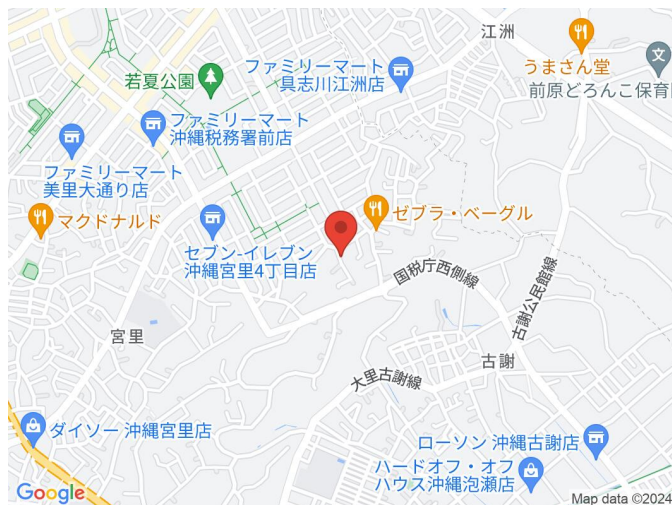 江洲
ファミリーマート
具志川江洲店
うまさん堂
前原どろんこ保育
若夏公園
ファミリーマート
沖縄税務署前店
ファミリーマート
美里大通り店
マクドナルド
ゼブラ・ベーグル
セブン-イレブン
沖縄宮里4丁目店
国税庁西側線
古謝公民館線
宮里
古謝
大里古謝線
ダイソー 沖縄宮里店
ローソン 沖縄古謝店
ハードオフ・オフ
ハウス沖縄泡瀬店
Google
Map data ©2024